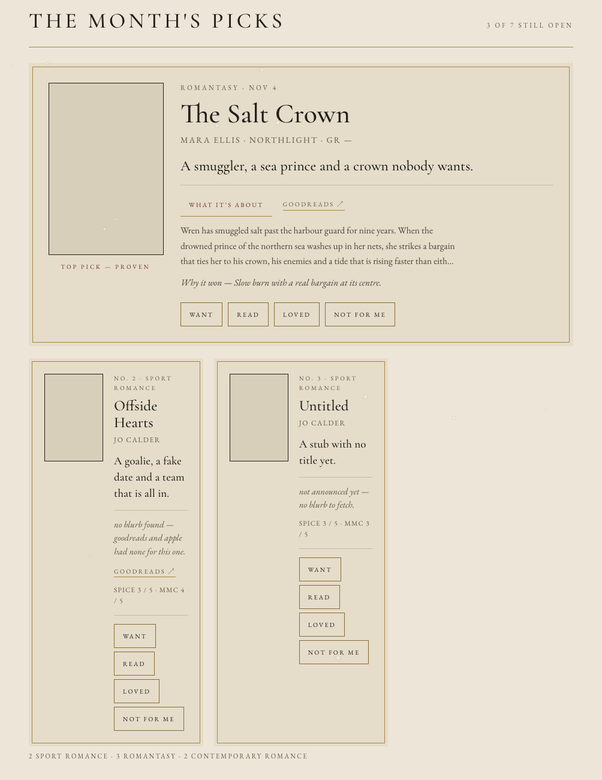 THE MONTH'S PICKS
3 OF 7 STILL OPEN
ROMANTASY · NOV 4
The Salt Crown
MARA ELLIS · NORTHLIGHT · GR —
A smuggler, a sea prince and a crown nobody wants.
WHAT IT'S ABOUT
GOODREADS ↗
Wren has smuggled salt past the harbour guard for nine years. When the
drowned prince of the northern sea washes up in her nets, she strikes a bargain
that ties her to his crown, his enemies and a tide that is rising faster than eith…
Why it won — Slow burn with a real bargain at its centre.
WANT
READ
LOVED
NOT FOR ME
TOP PICK — PROVEN
NO. 2 · SPORT
ROMANCE
Offside
Hearts
JO CALDER
A goalie, a fake
date and a team
that is all in.
no blurb found —
goodreads and apple
had none for this one.
GOODREADS ↗
SPICE 3 / 5 · MMC 4
/ 5
WANT
READ
LOVED
NOT FOR ME
NO. 3 · SPORT
ROMANCE
Untitled
JO CALDER
A stub with no
title yet.
not announced yet —
no blurb to fetch.
SPICE 3 / 5 · MMC 3
/ 5
WANT
READ
LOVED
NOT FOR ME
2 SPORT ROMANCE · 3 ROMANTASY · 2 CONTEMPORARY ROMANCE